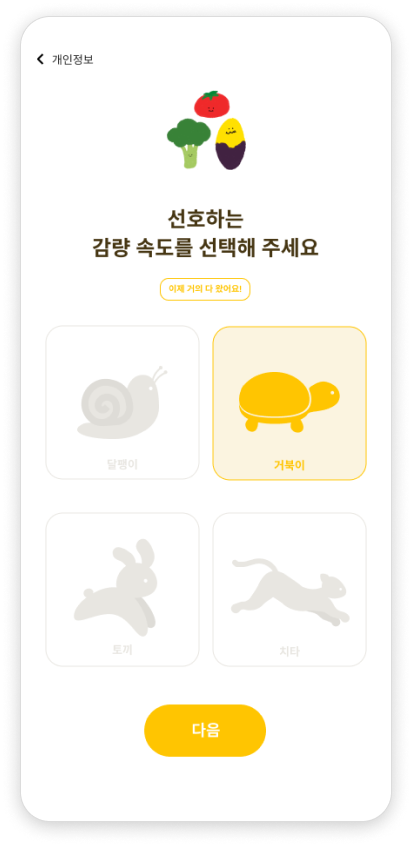 개인정보
선호하는
감량 속도를 선택해 주세요
이제 거의 다 왔어요!
달팽이
거북이
토끼
치타
다음